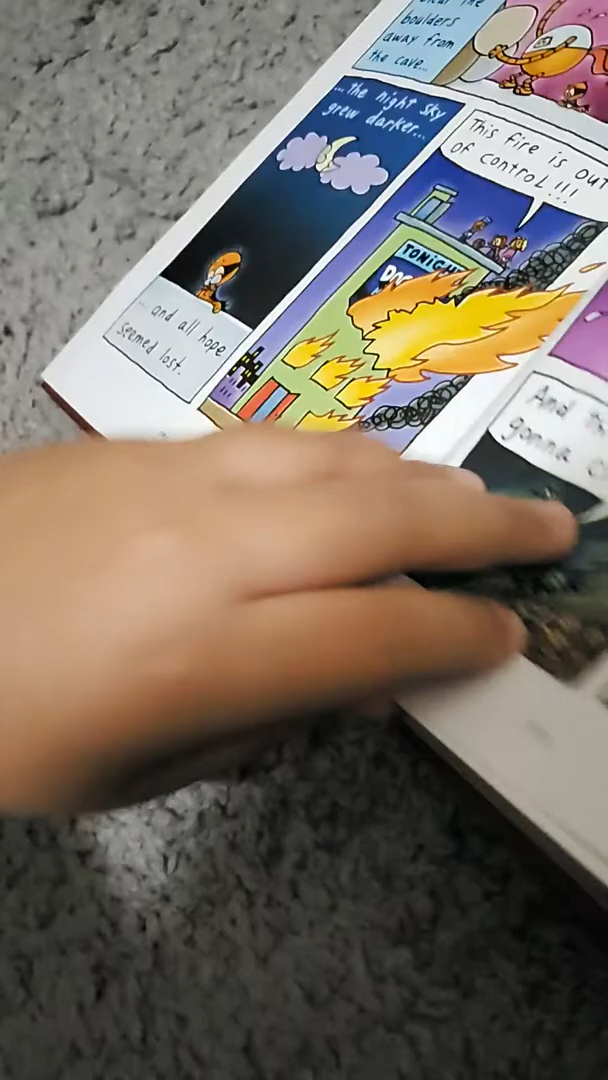 boulders
away from
the cave...
...the night sky
grew darker...
This fire is out
of control!!!
TONIGH
... and all hope
seemed lost.
And
gonna